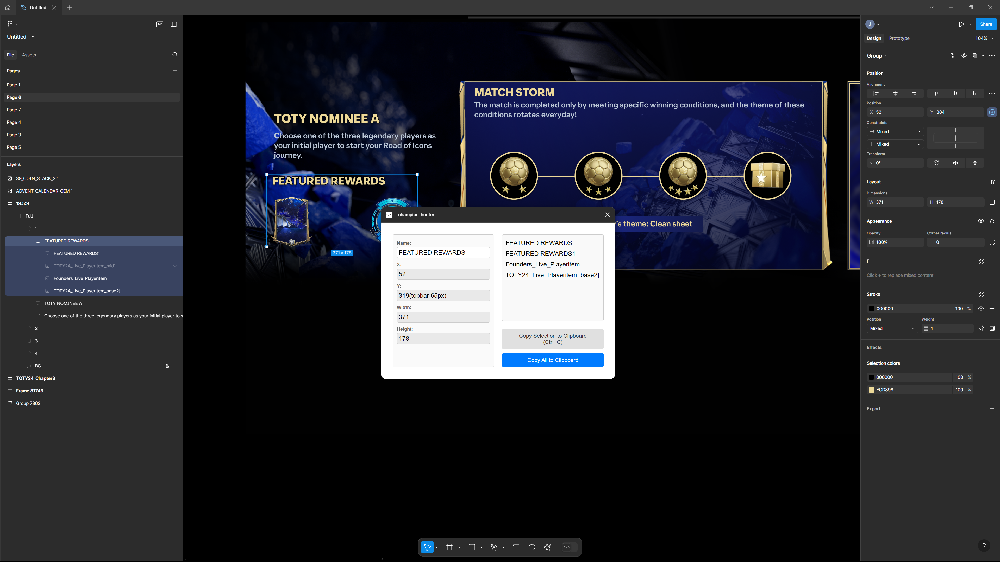 Untitled
Untitled
File
Assets
Pages
Page 1
Page 6
Page 7
Page 4
Page 3
Page 5
Layers
S9_COIN_STACK_2 1
ADVENT_CALENDAR_GEM 1
19.5:9
Full
1
FEATURED REWARDS
FEATURED REWARDS1
TOTY24_Live_Playeritem_mid]
Founders_Live_Playeritem
TOTY24_Live_Playeritem_base2]
TOTY NOMINEE A
Choose one of the three legendary players as your initial player to s
2
3
4
BG
TOTY24_Chapter3
Frame 81746
Group 7862
TOTY NOMINEE A
Choose one of the three legendary players as
your initial player to start your Road of Icons
journey.
FEATURED REWARDS
371 × 178
MATCH STORM
The match is completed only by meeting specific winning conditions, and the theme of these
conditions rotates everyday!
's theme: Clean sheet
champion-hunter
Name:
FEATURED REWARDS
X:
52
Y:
319(topbar 65px)
Width:
371
Height:
178
FEATURED REWARDS
FEATURED REWARDS1
Founders_Live_Playeritem
TOTY24_Live_Playeritem_base2]
Copy Selection to Clipboard
(Ctrl+C)
Copy All to Clipboard
J
Share
Design
Prototype
104%
Group
Position
Alignment
Position
X 52
Y 384
Constraints
Mixed
Mixed
Transform
0°
Layout
Dimensions
W 371
H 178
Appearance
Opacity
Corner radius
100%
0
Fill
Click + to replace mixed content
Stroke
000000
100 %
Position
Weight
Mixed
1
Effects
Selection colors
000000
100 %
ECD898
100 %
Export
?
A?